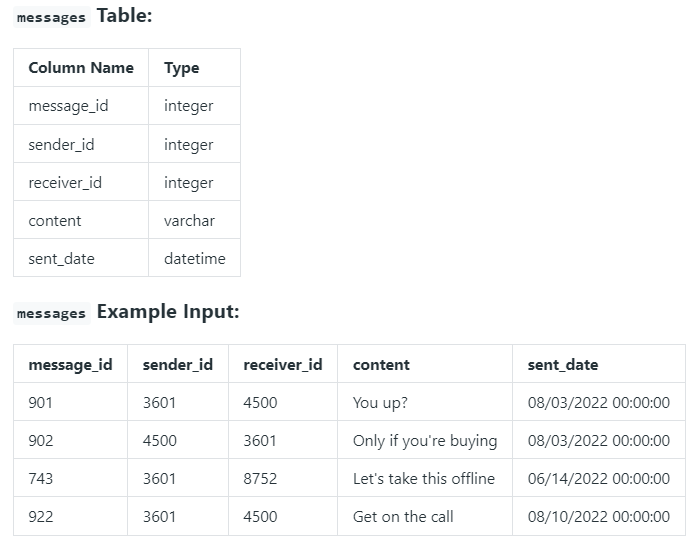 messages Table:
Column Name Type
message_id integer
sender_id integer
receiver_id integer
content varchar
sent_date datetime
messages Example Input:
message_id sender_id receiver_id content sent_date
901 3601 4500 You up? 08/03/2022 00:00:00
902 4500 3601 Only if you're buying 08/03/2022 00:00:00
743 3601 8752 Let's take this offline 06/14/2022 00:00:00
922 3601 4500 Get on the call 08/10/2022 00:00:00